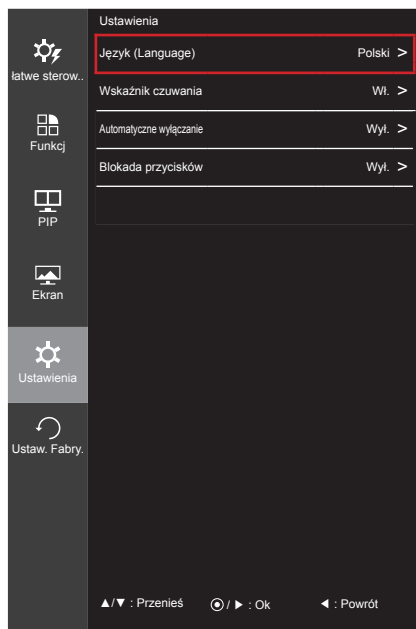 Ustawienia
łatwe sterow..
Język (Language) Polski >
Wskaźnik czuwania Wł. >
Automatyczne wyłączanie Wył. >
Blokada przycisków Wył. >
Funkcj
PIP
Ekran
Ustawienia
Ustaw. Fabry.
▲/▼ : Przenieś ⦿ / ► : Ok ◄ : Powrót